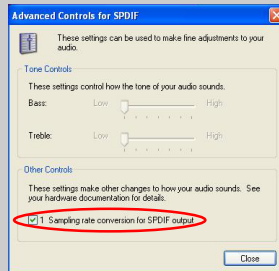 Advanced Controls for SPDIF
These settings can be used to make fine adjustments to your
audio.
Tone Controls
These settings control how the tone of your audio sounds.
Bass: Low High
Treble: Low High
Other Controls
These settings make other changes to how your audio sounds. See
your hardware documentation for details.
1 Sampling rate conversion for SPDIF output
Close